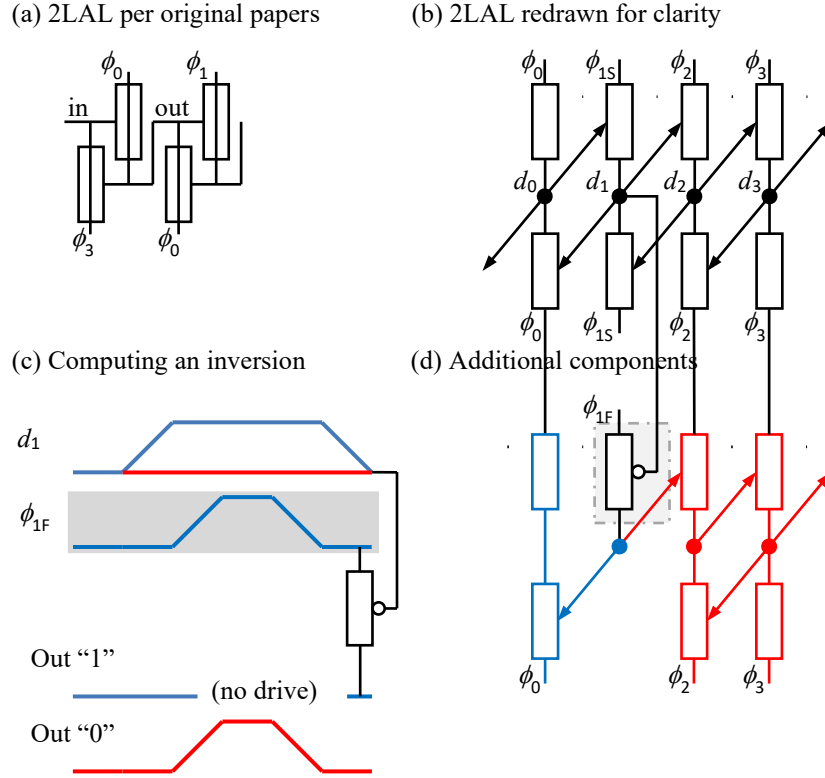 (a) 2LAL per original papers
ϕ0 ϕ1
in out
ϕ3 ϕ0
(b) 2LAL redrawn for clarity
ϕ0 ϕ1S ϕ2 ϕ3
d0 d1 d2 d3
ϕ0 ϕ1S ϕ2 ϕ3
(c) Computing an inversion
d1
ϕ1F
Out “1”
(no drive)
Out “0”
(d) Additional components
ϕ1F
ϕ0 ϕ2 ϕ3